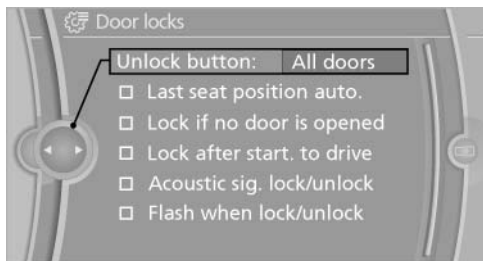 Door locks
Unlock button: All doors
Last seat position auto.
Lock if no door is opened
Lock after start. to drive
Acoustic sig. lock/unlock
Flash when lock/unlock